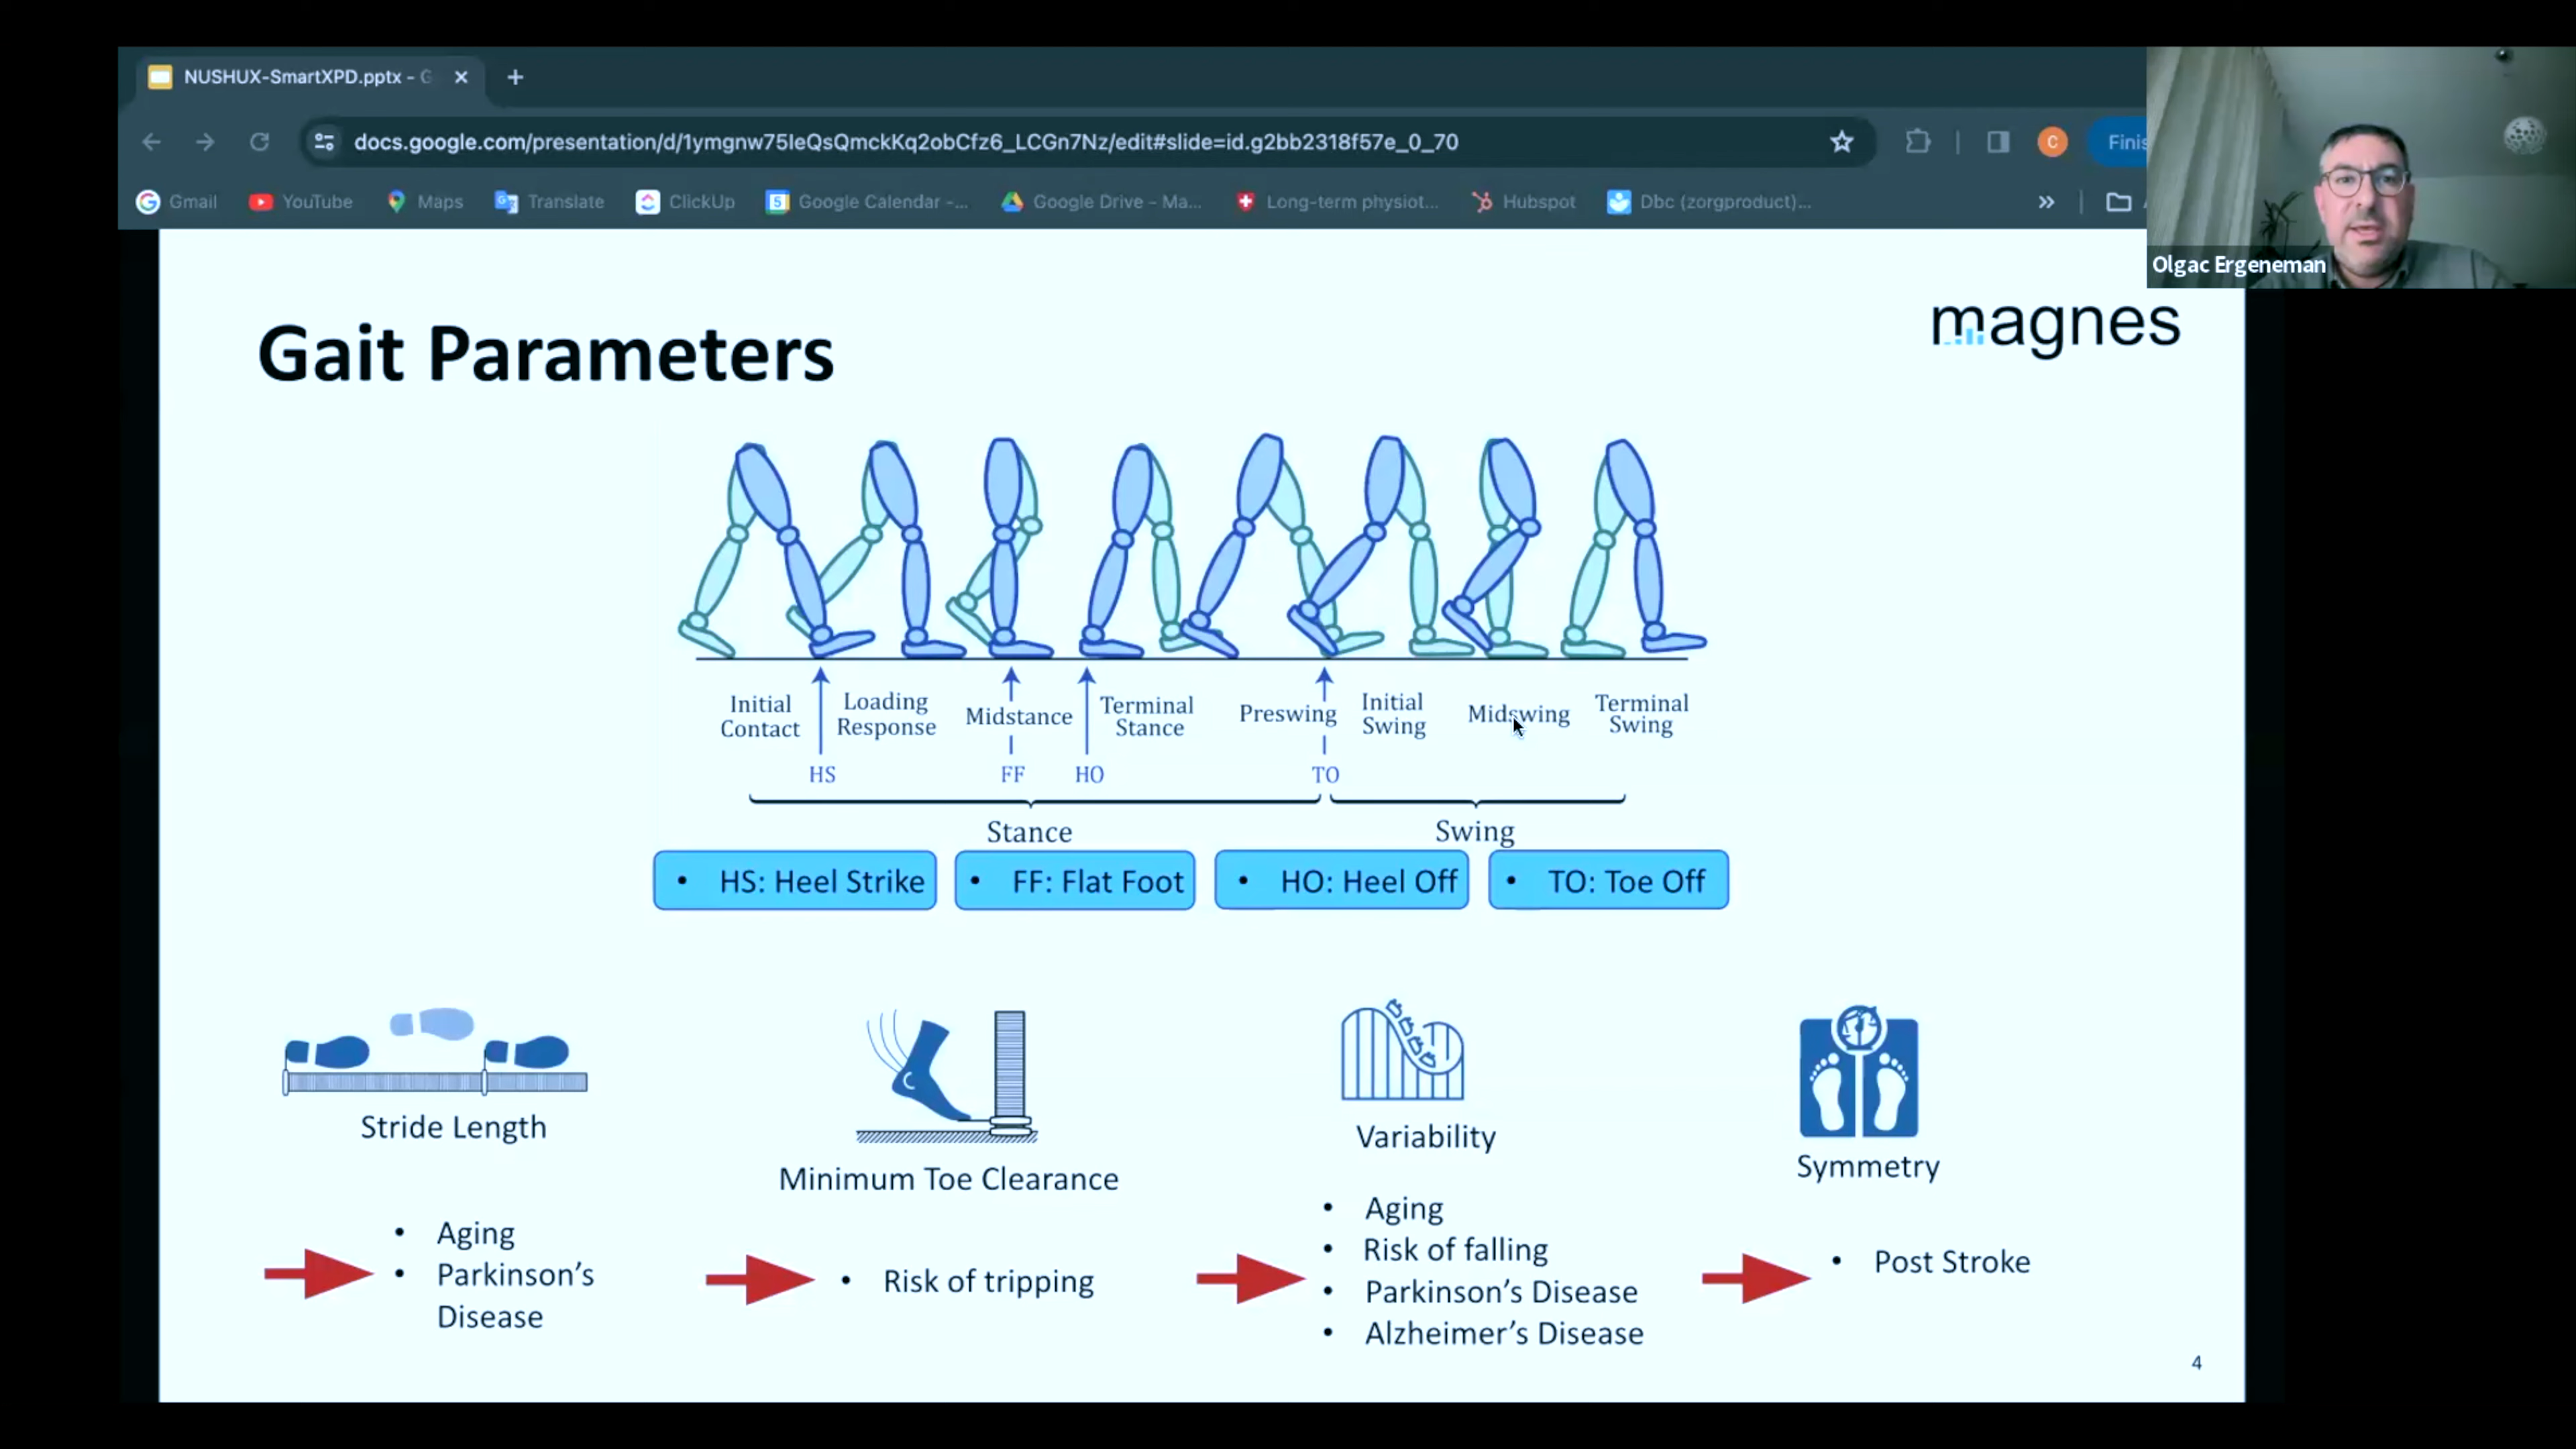 NUSHUX-SmartXPD.pptx - G
docs.google.com/presentation/d/1ymgnw75IeQsQmckKq2obCfz6_LCGn7Nz/edit#slide=id.g2bb2318f57e_0_70
C
Finis
Gmail
YouTube
Maps
Translate
ClickUp
5
Google Calendar -...
Google Drive - Ma...
Long-term physiot...
Hubspot
Dbc (zorgproduct)...
Olgac Ergeneman
magnes
Gait Parameters
Initial
Contact
Loading
Response
Midstance
Terminal
Stance
Preswing
Initial
Swing
Midswing
Terminal
Swing
HS
FF
HO
TO
Stance
Swing
• HS: Heel Strike
• FF: Flat Foot
• HO: Heel Off
• TO: Toe Off
Stride Length
• Aging
• Parkinson’s
Disease
Minimum Toe Clearance
• Risk of tripping
Variability
• Aging
• Risk of falling
• Parkinson’s Disease
• Alzheimer’s Disease
Symmetry
• Post Stroke
4